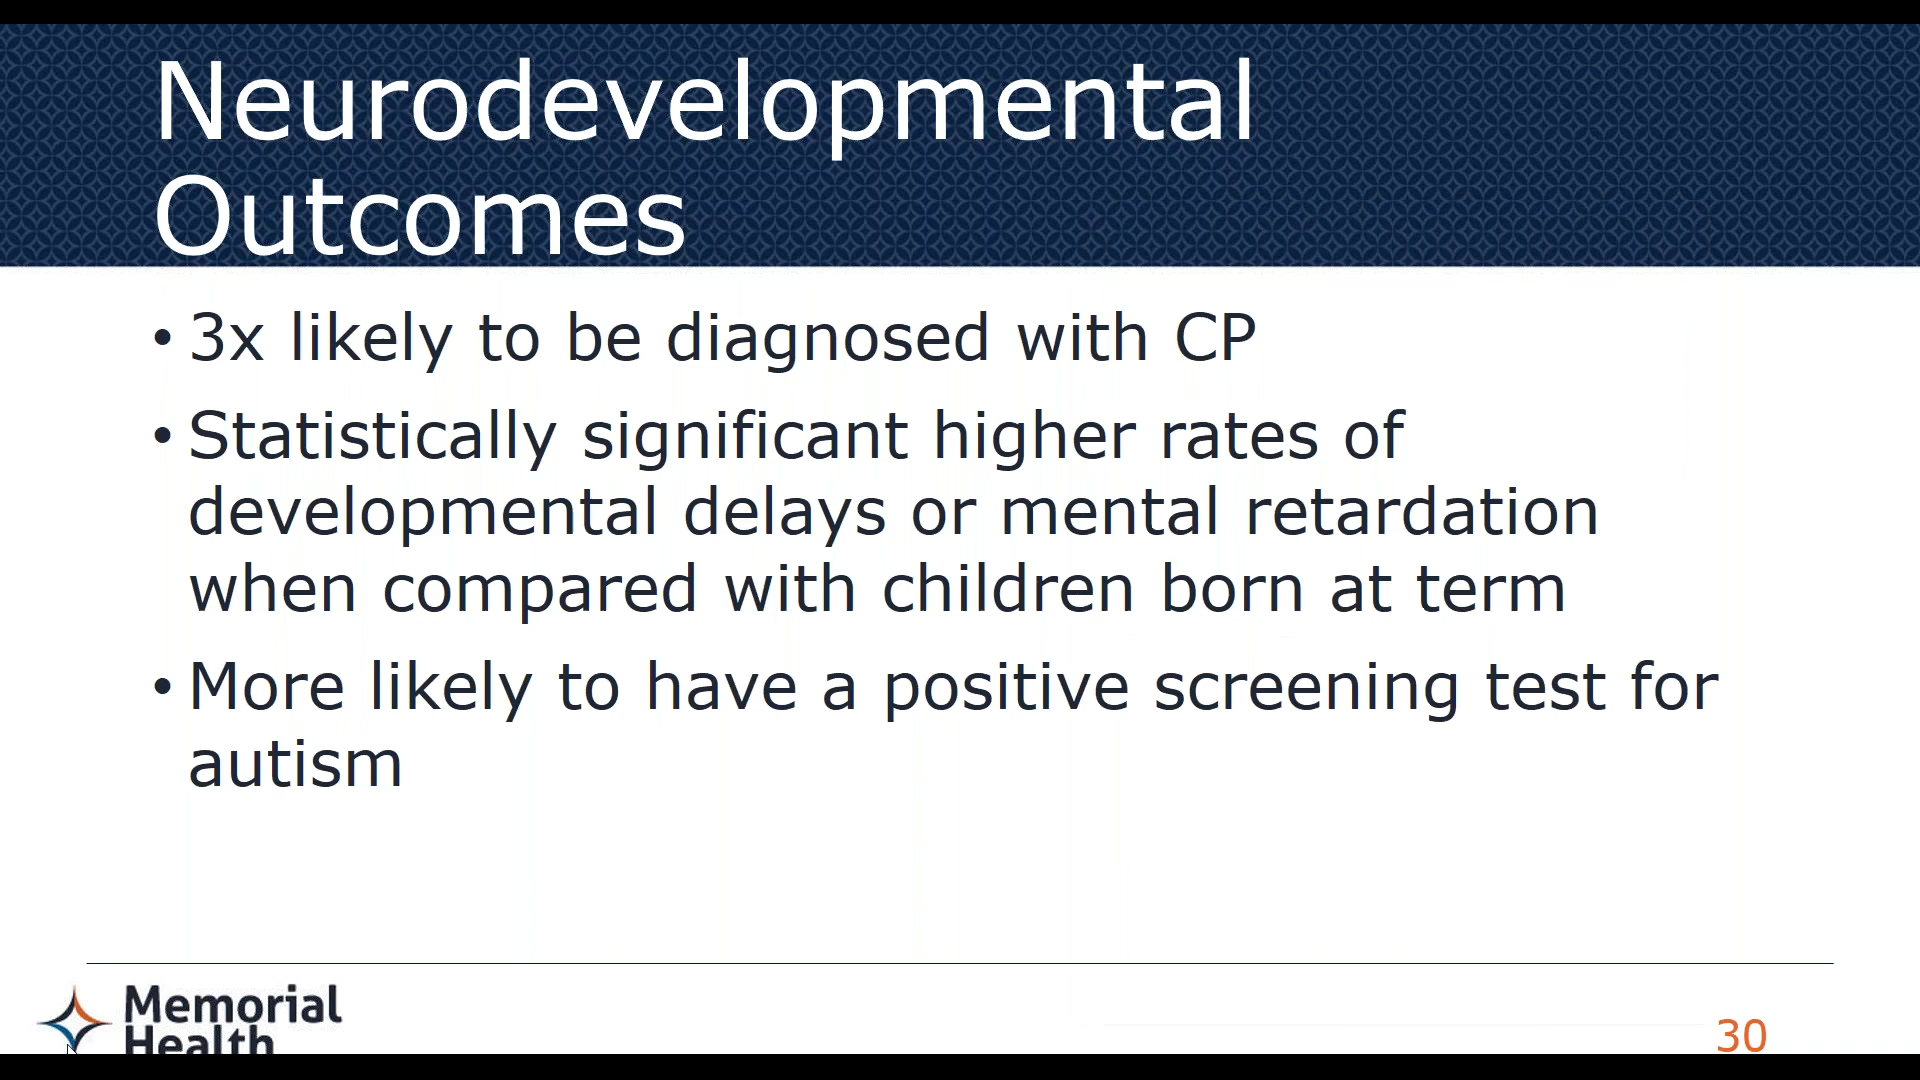 Neurodevelopmental
Outcomes
• 3x likely to be diagnosed with CP
• Statistically significant higher rates of
developmental delays or mental retardation
when compared with children born at term
• More likely to have a positive screening test for
autism
Memorial
Health
30